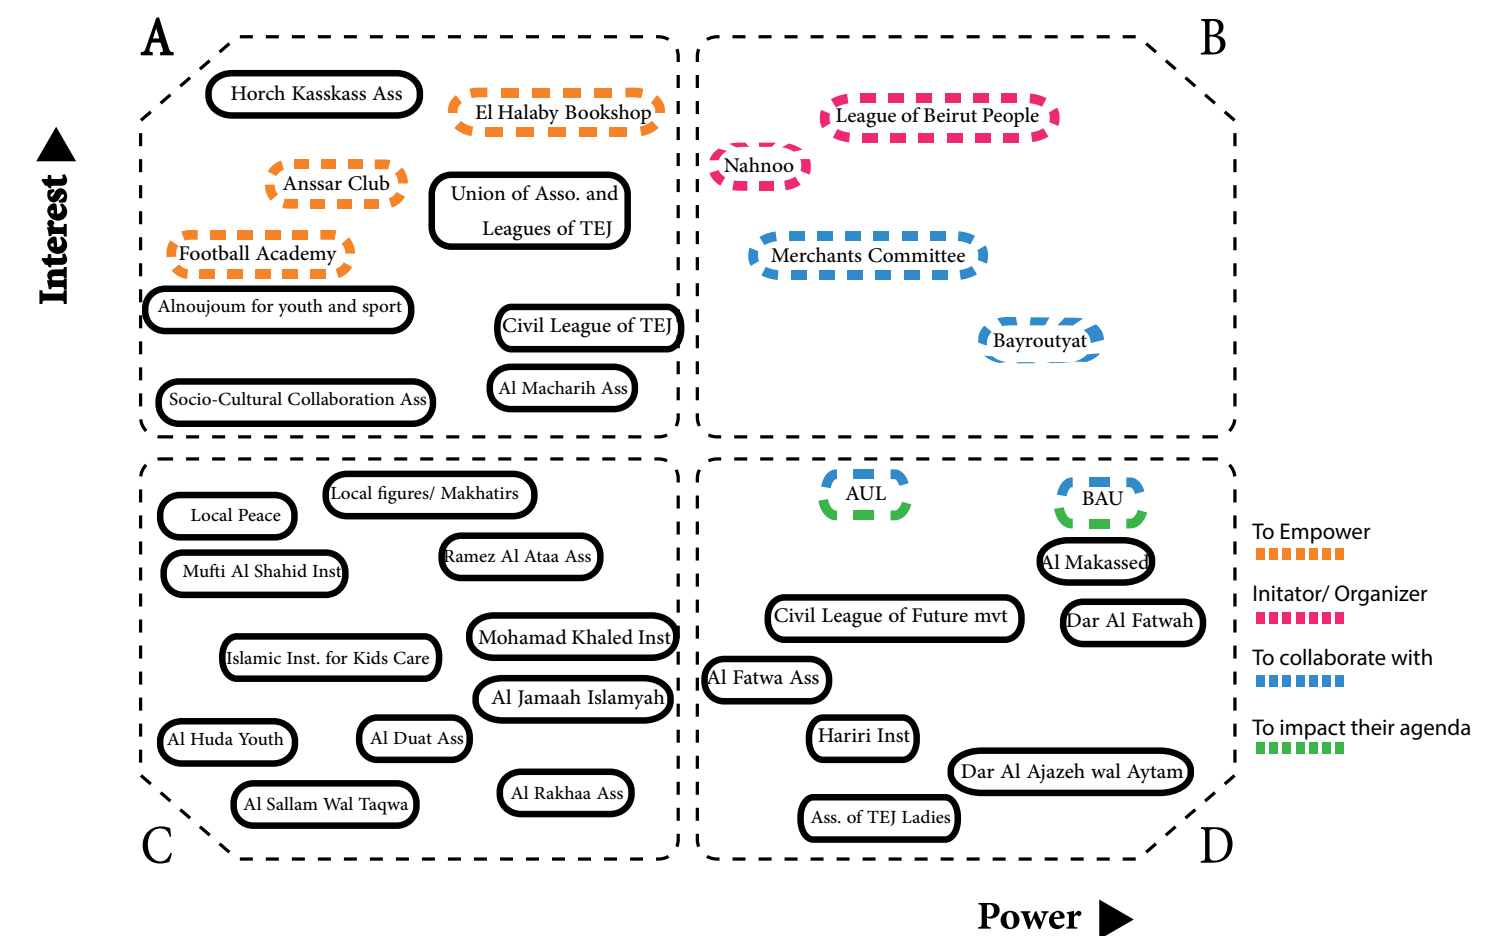 A
B
Horch Kasskass Ass
El Halaby Bookshop
League of Beirut People
Nahnoo
Anssar Club
Union of Asso. and
Leagues of TEJ
Interest
Football Academy
Merchants Committee
Alnoujoum for youth and sport
Civil League of TEJ
Bayroutyat
Al Macharih Ass
Socio-Cultural Collaboration Ass
Local figures/ Makhatirs
Local Peace
Ramez Al Ataa Ass
Mufti Al Shahid Inst
Mohamad Khaled Inst
Islamic Inst. for Kids Care
Al Jamaah Islamyah
Al Huda Youth
Al Duat Ass
Al Rakhaa Ass
Al Sallam Wal Taqwa
C
AUL
BAU
Al Makassed
Civil League of Future mvt
Dar Al Fatwah
Al Fatwa Ass
Hariri Inst
Dar Al Ajazeh wal Aytam
Ass. of TEJ Ladies
D
To Empower
Initator/ Organizer
To collaborate with
To impact their agenda
Power